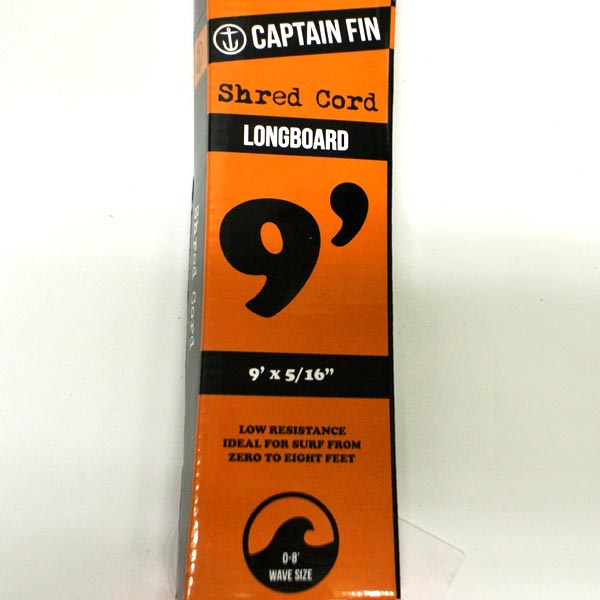 CAPTAIN FIN
Shred Cord
LONGBOARD
9’
9’ x 5/16”
LOW RESISTANCE
IDEAL FOR SURF FROM
ZERO TO EIGHT FEET
0-8'
WAVE SIZE
Shred Cord